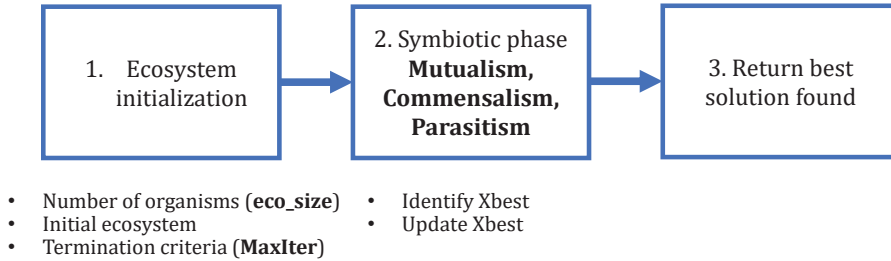 1. Ecosystem
initialization
2. Symbiotic phase
Mutualism,
Commensalism,
Parasitism
3. Return best
solution found
• Number of organisms (eco_size)
• Initial ecosystem
• Termination criteria (MaxIter)
• Identify Xbest
• Update Xbest